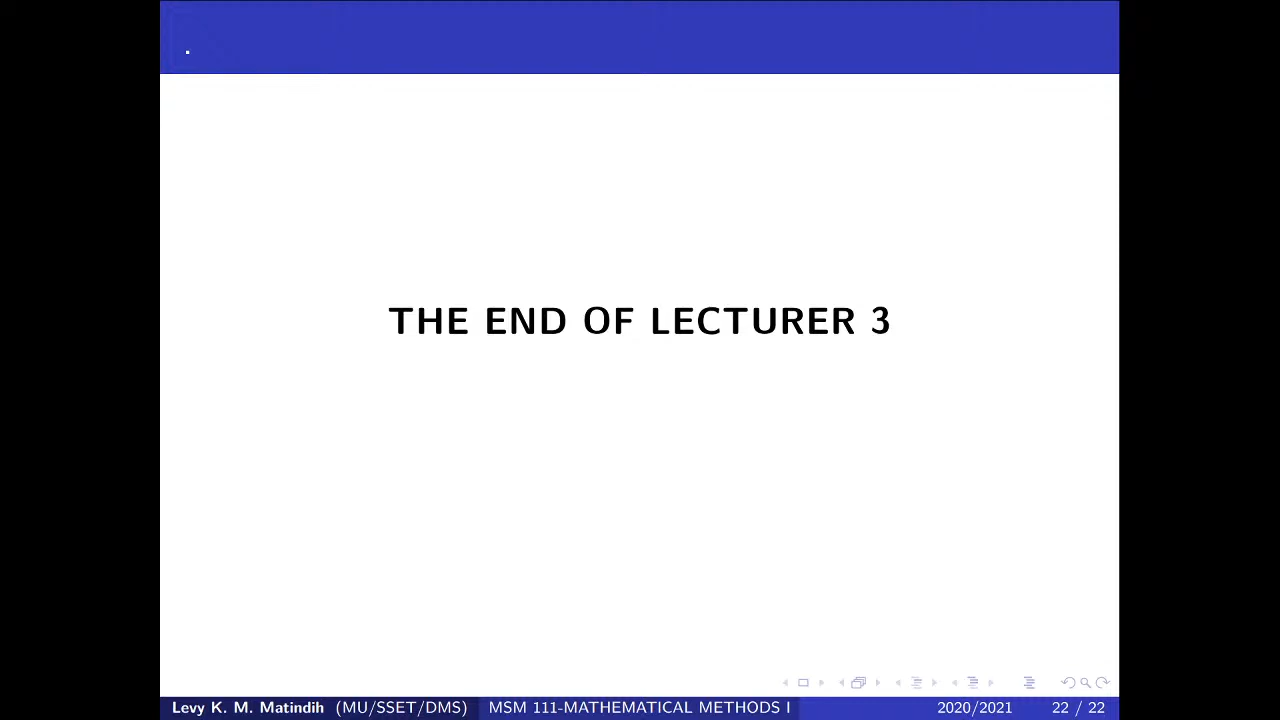 .
THE END OF LECTURER 3
Levy K. M. Matindih (MU/SSET/DMS) MSM 111-MATHEMATICAL METHODS I 2020/2021 22 / 22